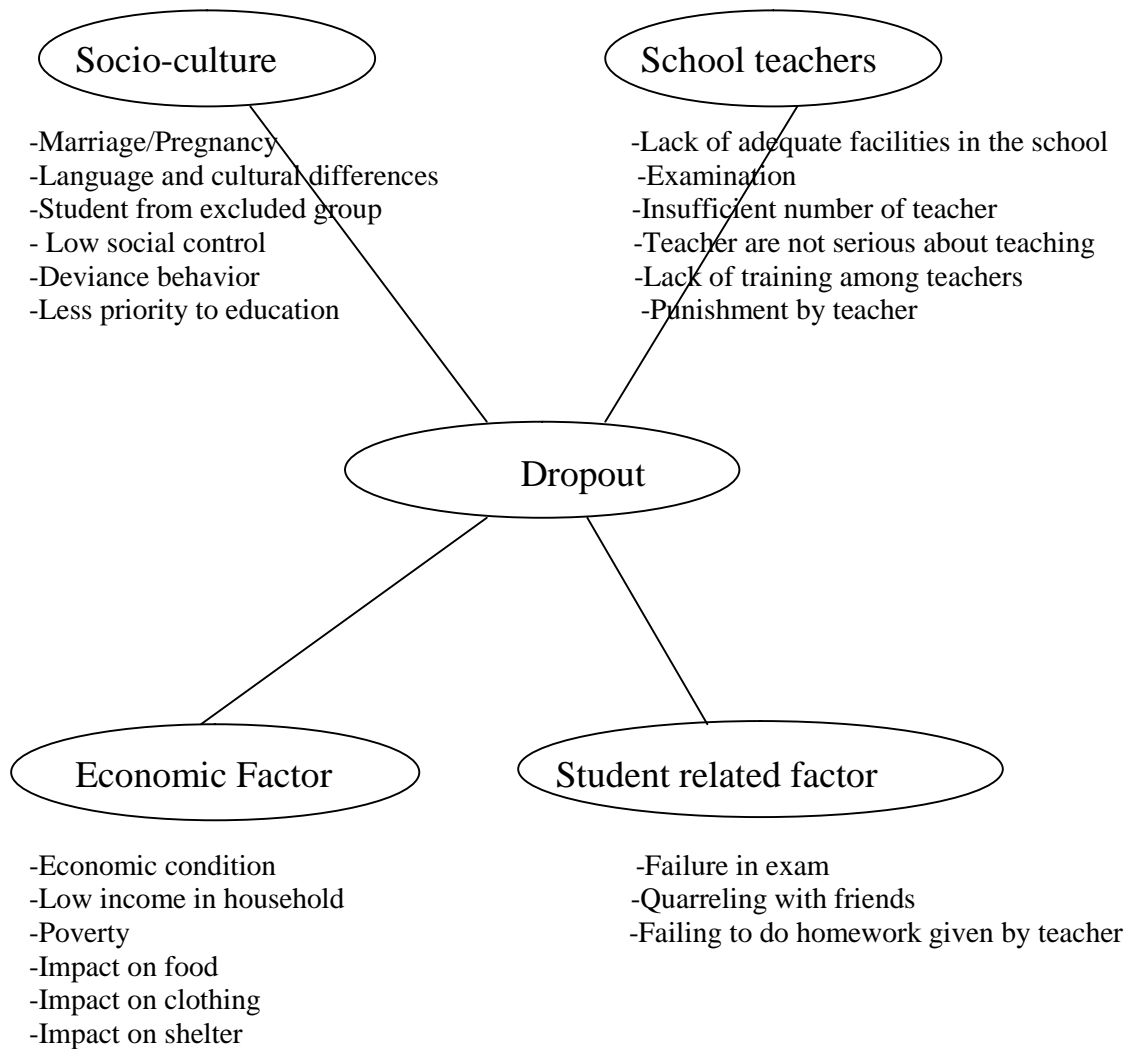 Socio-culture
-Marriage/Pregnancy
-Language and cultural differences
-Student from excluded group
- Low social control
-Deviance behavior
-Less priority to education
School teachers
-Lack of adequate facilities in the school
-Examination
-Insufficient number of teacher
-Teacher are not serious about teaching
-Lack of training among teachers
-Punishment by teacher
Dropout
Economic Factor
-Economic condition
-Low income in household
-Poverty
-Impact on food
-Impact on clothing
-Impact on shelter
Student related factor
-Failure in exam
-Quarreling with friends
-Failing to do homework given by teacher